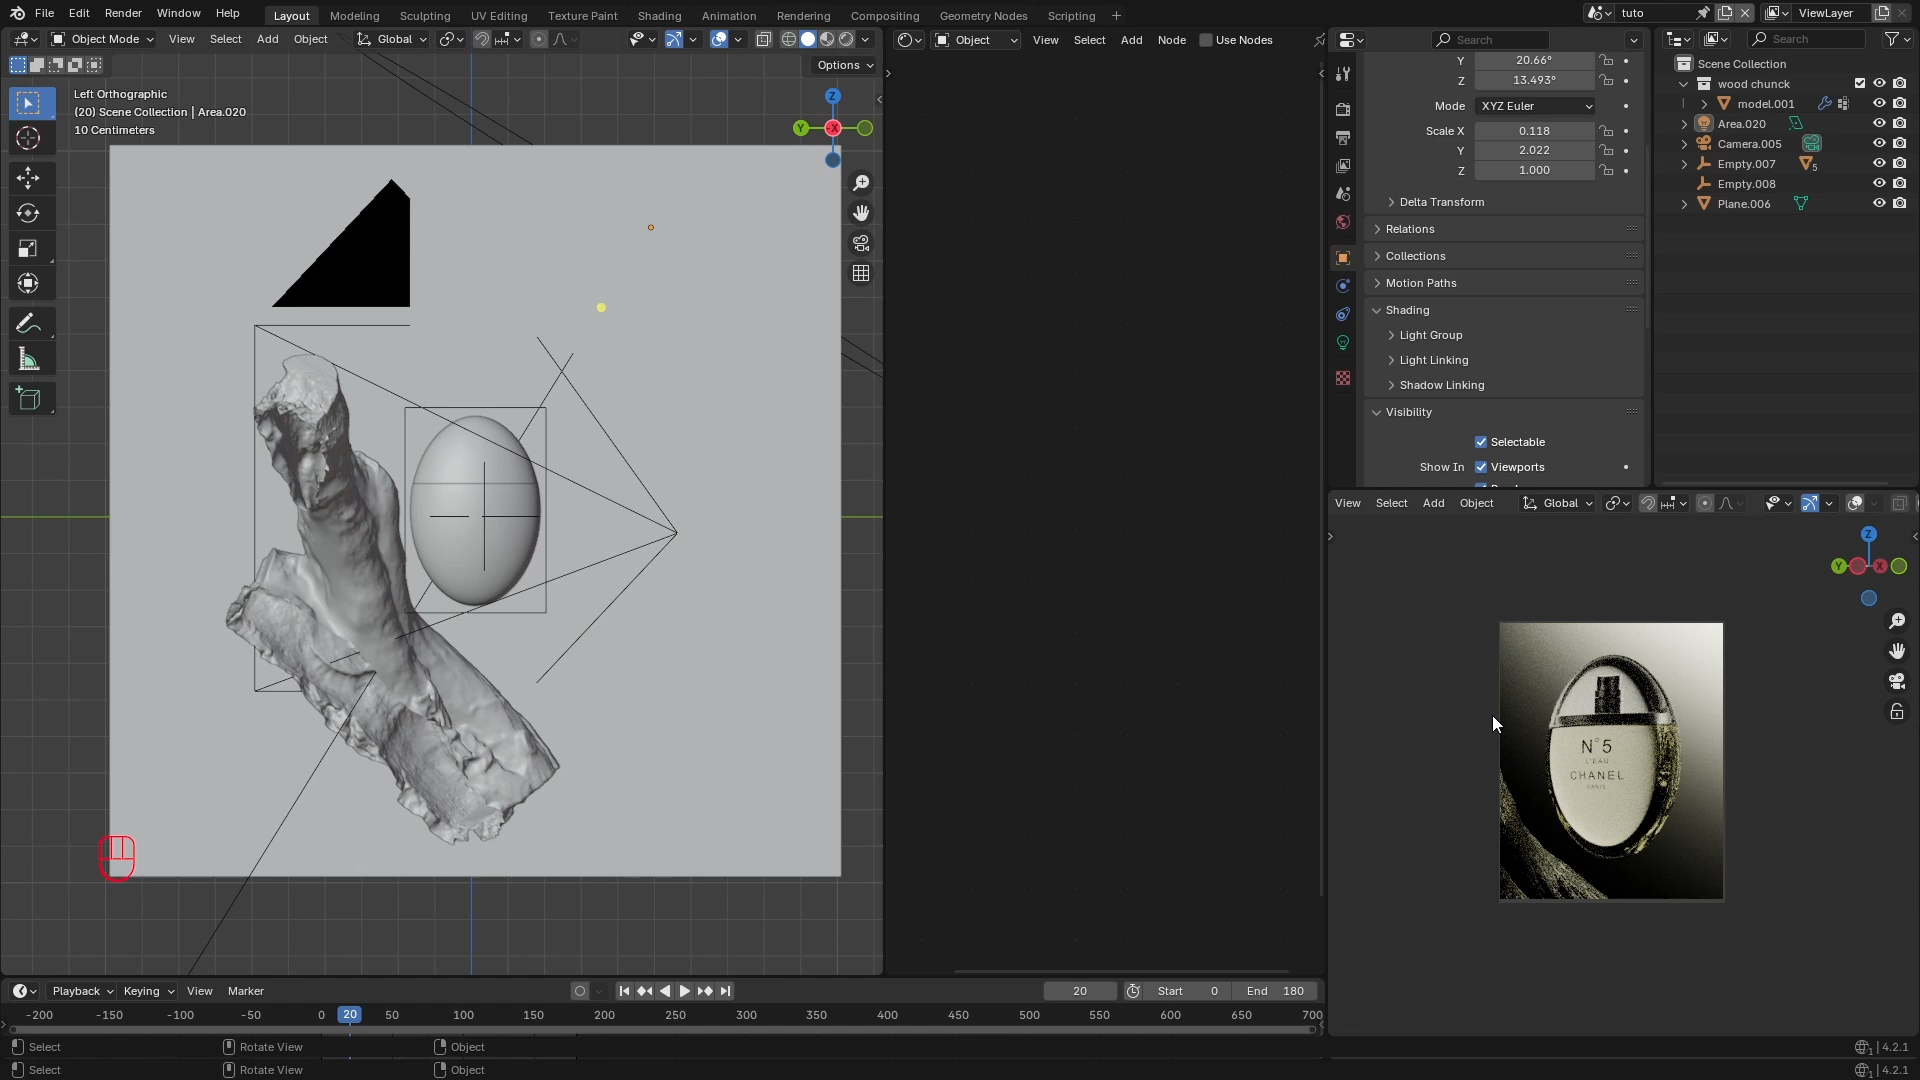 File Edit Render Window Help Layout Modeling Sculpting UV Editing Texture Paint Shading Animation Rendering Compositing Geometry Nodes Scripting + tuto ViewLayer
Object Mode View Select Add Object Global Object View Select Add Node Use Nodes Search Search
Options
Left Orthographic
(20) Scene Collection | Area.020
10 Centimeters
Z
Y
-X
Y 20.66°
Z 13.493°
Mode XYZ Euler
Scale X 0.118
Y 2.022
Z 1.000
Delta Transform
Relations
Collections
Motion Paths
Shading
Light Group
Light Linking
Shadow Linking
Visibility
Selectable
Show In Viewports
Scene Collection
wood chunck
model.001
Area.020
Camera.005
Empty.007 5
Empty.008
Plane.006
View Select Add Object Global
Z
Y X
N°5
L'EAU
CHANEL
PARIS
Playback Keying View Marker 20 Start 0 End 180
-200 -150 -100 -50 0 20 50 100 150 200 250 300 350 400 450 500 550 600 650 700
Select Rotate View Object 1 | 4.2.1
Select Rotate View Object 1 | 4.2.1